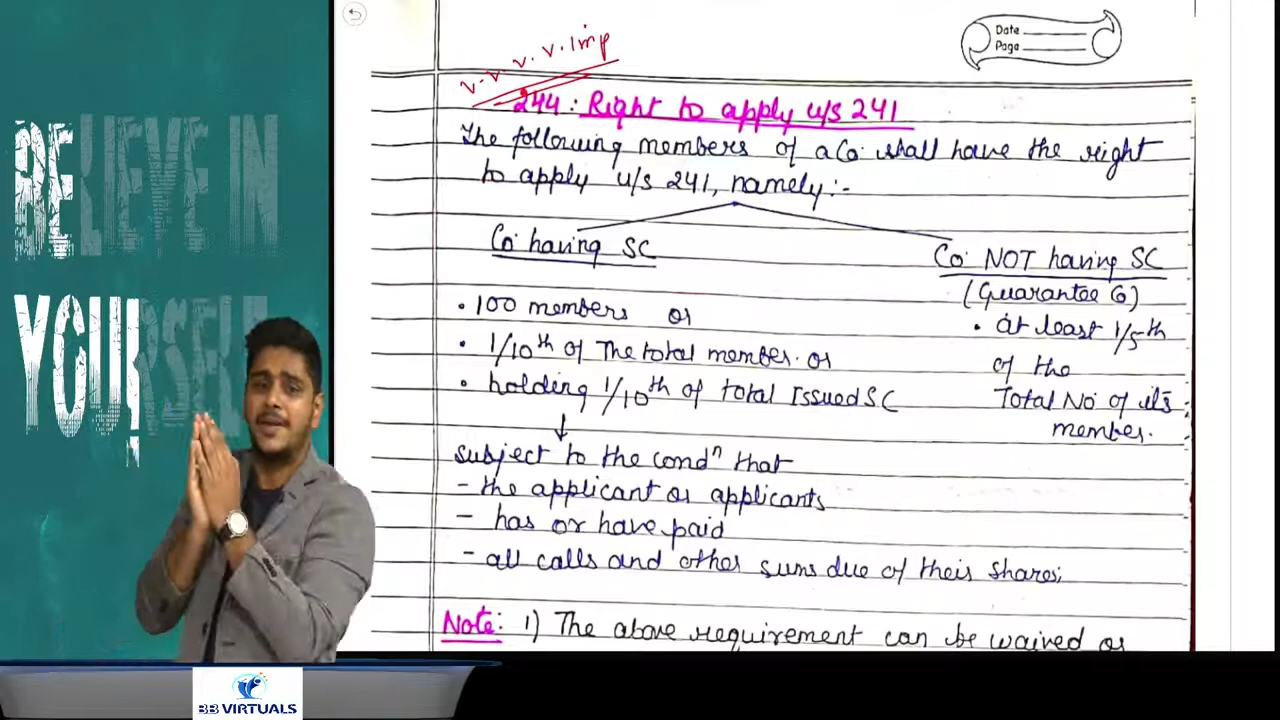 BELIEVE IN
YOURSELF
BB VIRTUALS
Date
Page
v. v. v. v. imp
244 : Right to apply u/s 241
The following members of a Co. shall have the right
to apply u/s 241, namely:-
Co. having SC
Co. NOT having SC
(Guarantee Co)
• 100 members or
• 1/10th of The total member or
• holding 1/10th of total Issued SC
• at least 1/5th
of the
Total No of its
member.
subject to the condn that
- the applicant or applicants
- has or have paid
- all calls and other sums due of their shares;
Note: 1) The above requirement can be waived or